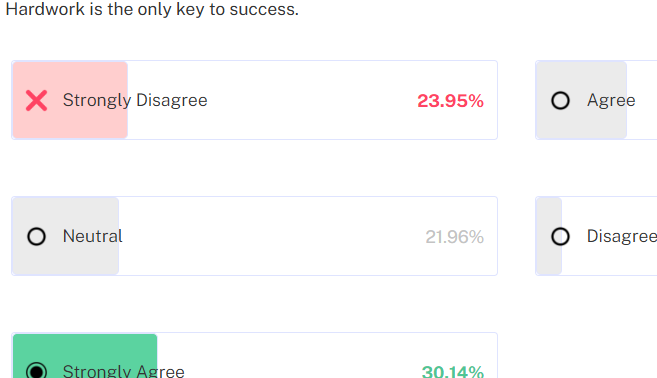 Hardwork is the only key to success.
Strongly Disagree 23.95%
Agree
Neutral 21.96%
Disagree
Strongly Agree 30.14%